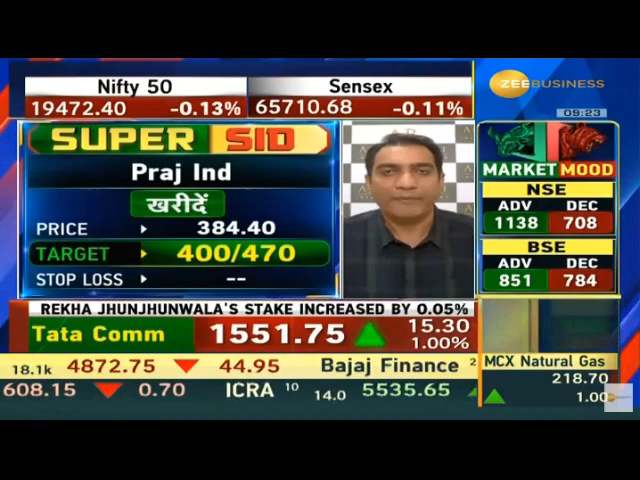 Nifty 50
19472.40 -0.13%
Sensex
65710.68 -0.11%
ZEE BUSINESS
09:23
SUPER SID
Praj Ind
खरीदें
PRICE 384.40
TARGET 400/470
STOP LOSS --
MARKET MOOD
NSE
ADV DEC
1138 708
BSE
ADV DEC
851 784
REKHA JHUNJHUNWALA'S STAKE INCREASED BY 0.05%
Tata Comm 1551.75 15.30
1.00%
18.1k 4872.75 44.95 Bajaj Finance
608.15 0.70 ICRA 10 14.0 5535.65
MCX Natural Gas
218.70
1.00